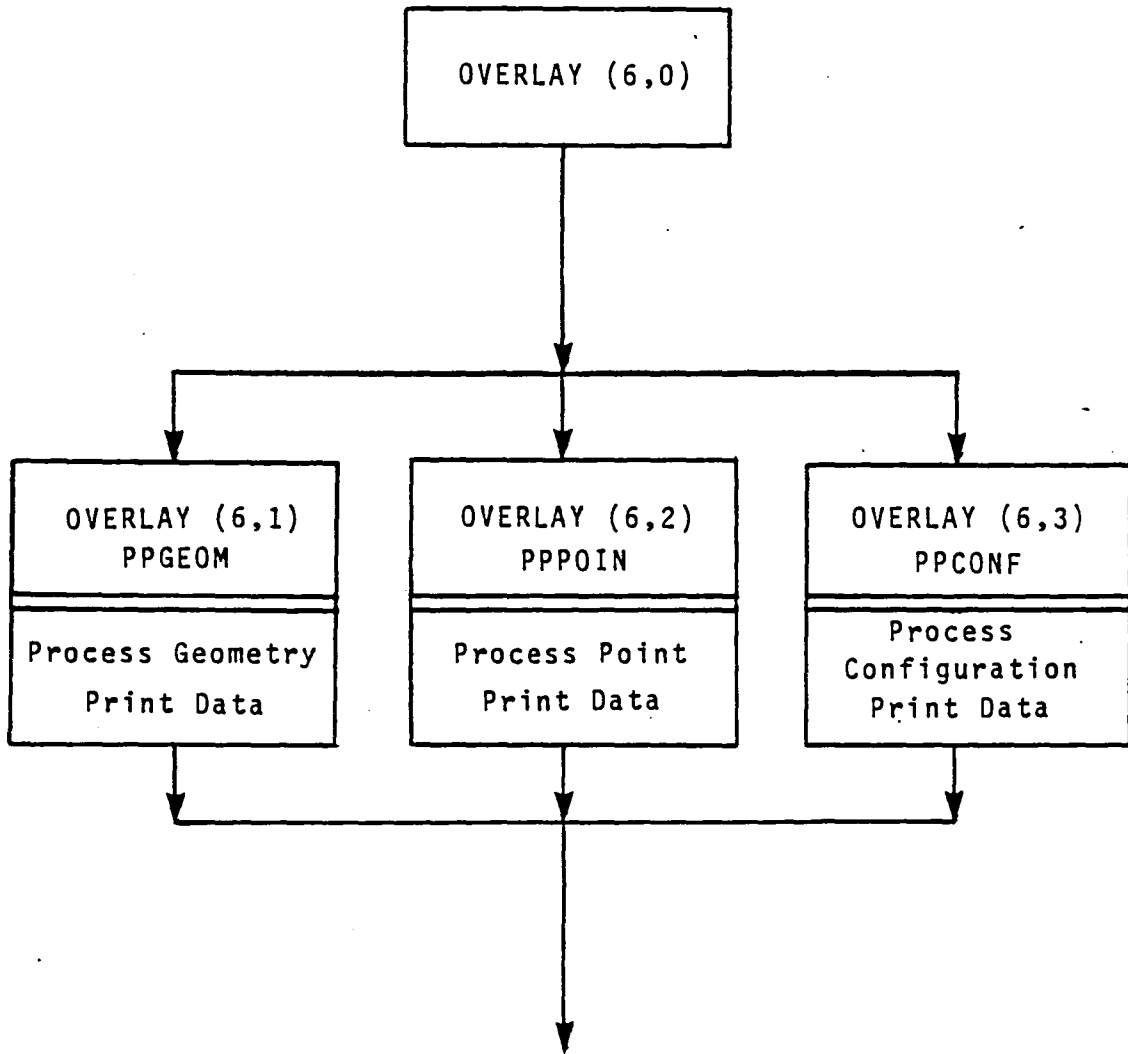 OVERLAY (6,0)
OVERLAY (6,1)
PPGEOM
Process Geometry
Print Data
OVERLAY (6,2)
PPPOIN
Process Point
Print Data
OVERLAY (6,3)
PPCONF
Process
Configuration
Print Data